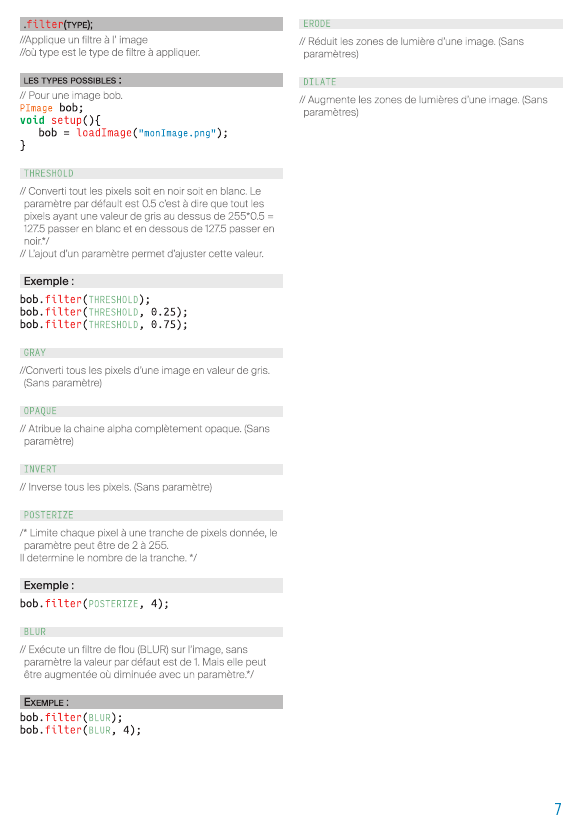 .filter(TYPE);
//Applique un filtre à l' image
//où type est le type de filtre à appliquer.
LES TYPES POSSIBLES :
// Pour une image bob.
PImage bob;
void setup(){
bob = loadImage("monImage.png");
}
THRESHOLD
// Converti tout les pixels soit en noir soit en blanc. Le
paramètre par défault est 0.5 c'est à dire que tout les
pixels ayant une valeur de gris au dessus de 255*0.5 =
127.5 passer en blanc et en dessous de 127.5 passer en
noir.*/
// L'ajout d'un paramètre permet d'ajuster cette valeur.
Exemple :
bob.filter(THRESHOLD);
bob.filter(THRESHOLD, 0.25);
bob.filter(THRESHOLD, 0.75);
GRAY
//Converti tous les pixels d'une image en valeur de gris.
(Sans paramètre)
OPAQUE
// Atribue la chaine alpha complètement opaque. (Sans
paramètre)
INVERT
// Inverse tous les pixels. (Sans paramètre)
POSTERIZE
/* Limite chaque pixel à une tranche de pixels donnée, le
paramètre peut être de 2 à 255.
Il determine le nombre de la tranche. */
Exemple :
bob.filter(POSTERIZE, 4);
BLUR
// Exécute un filtre de flou (BLUR) sur l'image, sans
paramètre la valeur par défaut est de 1. Mais elle peut
être augmentée où diminuée avec un paramètre.*/
EXEMPLE :
bob.filter(BLUR);
bob.filter(BLUR, 4);
ERODE
// Réduit les zones de lumière d'une image. (Sans
paramètres)
DILATE
// Augmente les zones de lumières d'une image. (Sans
paramètres)
7